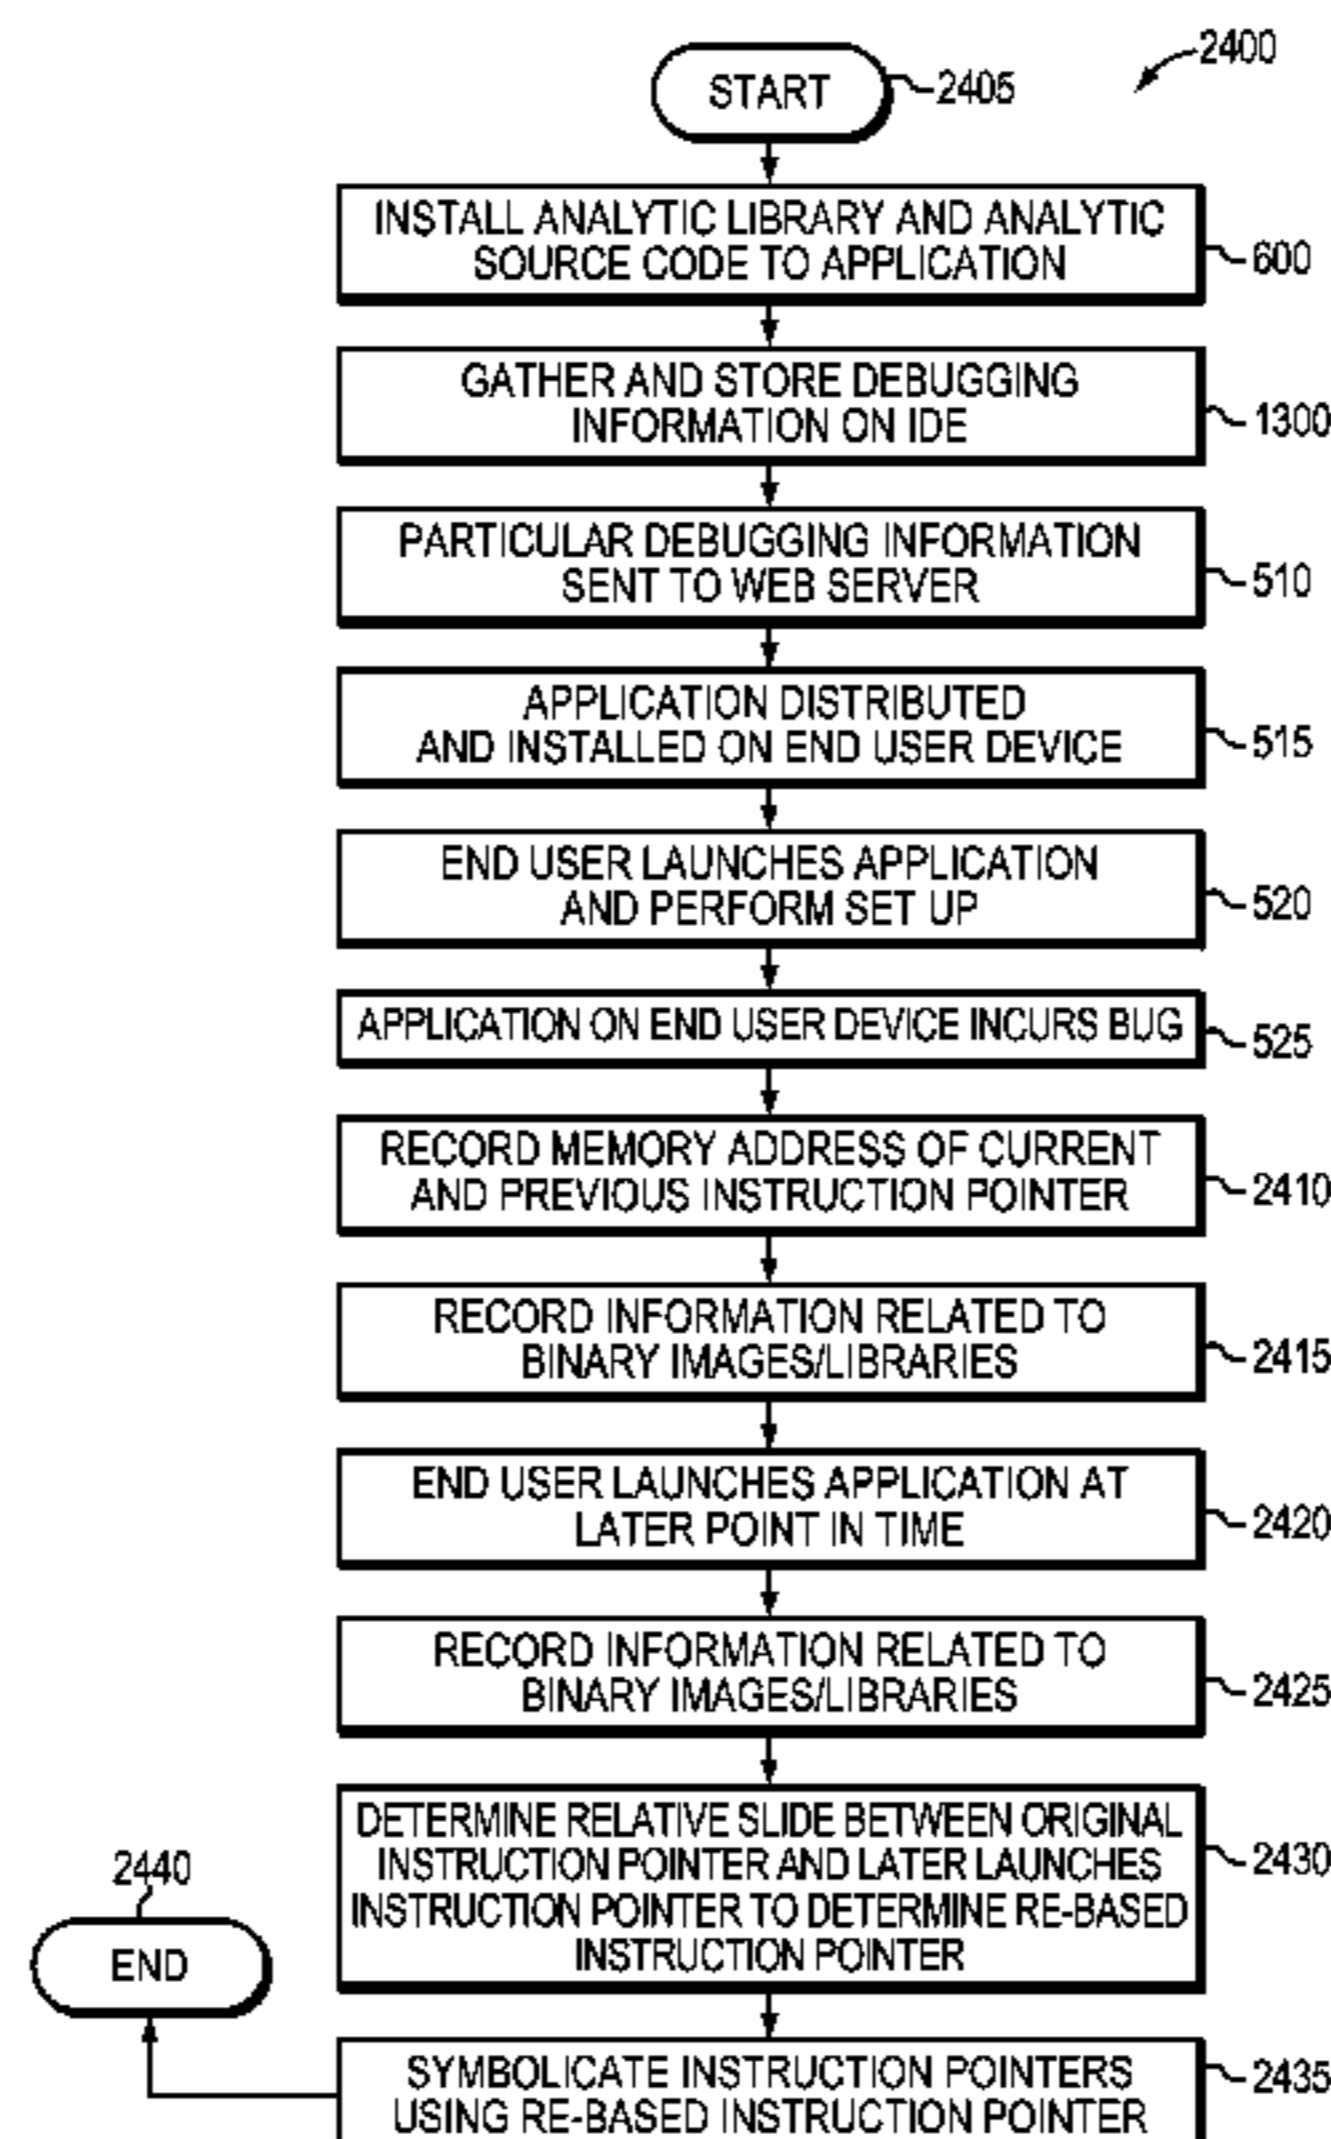 2400
START
2405
INSTALL ANALYTIC LIBRARY AND ANALYTIC
SOURCE CODE TO APPLICATION
600
GATHER AND STORE DEBUGGING
INFORMATION ON IDE
1300
PARTICULAR DEBUGGING INFORMATION
SENT TO WEB SERVER
510
APPLICATION DISTRIBUTED
AND INSTALLED ON END USER DEVICE
515
END USER LAUNCHES APPLICATION
AND PERFORM SET UP
520
APPLICATION ON END USER DEVICE INCURS BUG
525
RECORD MEMORY ADDRESS OF CURRENT
AND PREVIOUS INSTRUCTION POINTER
2410
RECORD INFORMATION RELATED TO
BINARY IMAGES/LIBRARIES
2415
END USER LAUNCHES APPLICATION AT
LATER POINT IN TIME
2420
RECORD INFORMATION RELATED TO
BINARY IMAGES/LIBRARIES
2425
DETERMINE RELATIVE SLIDE BETWEEN ORIGINAL
INSTRUCTION POINTER AND LATER LAUNCHES
INSTRUCTION POINTER TO DETERMINE RE-BASED
INSTRUCTION POINTER
2430
SYMBOLICATE INSTRUCTION POINTERS
USING RE-BASED INSTRUCTION POINTER
2435
2440
END